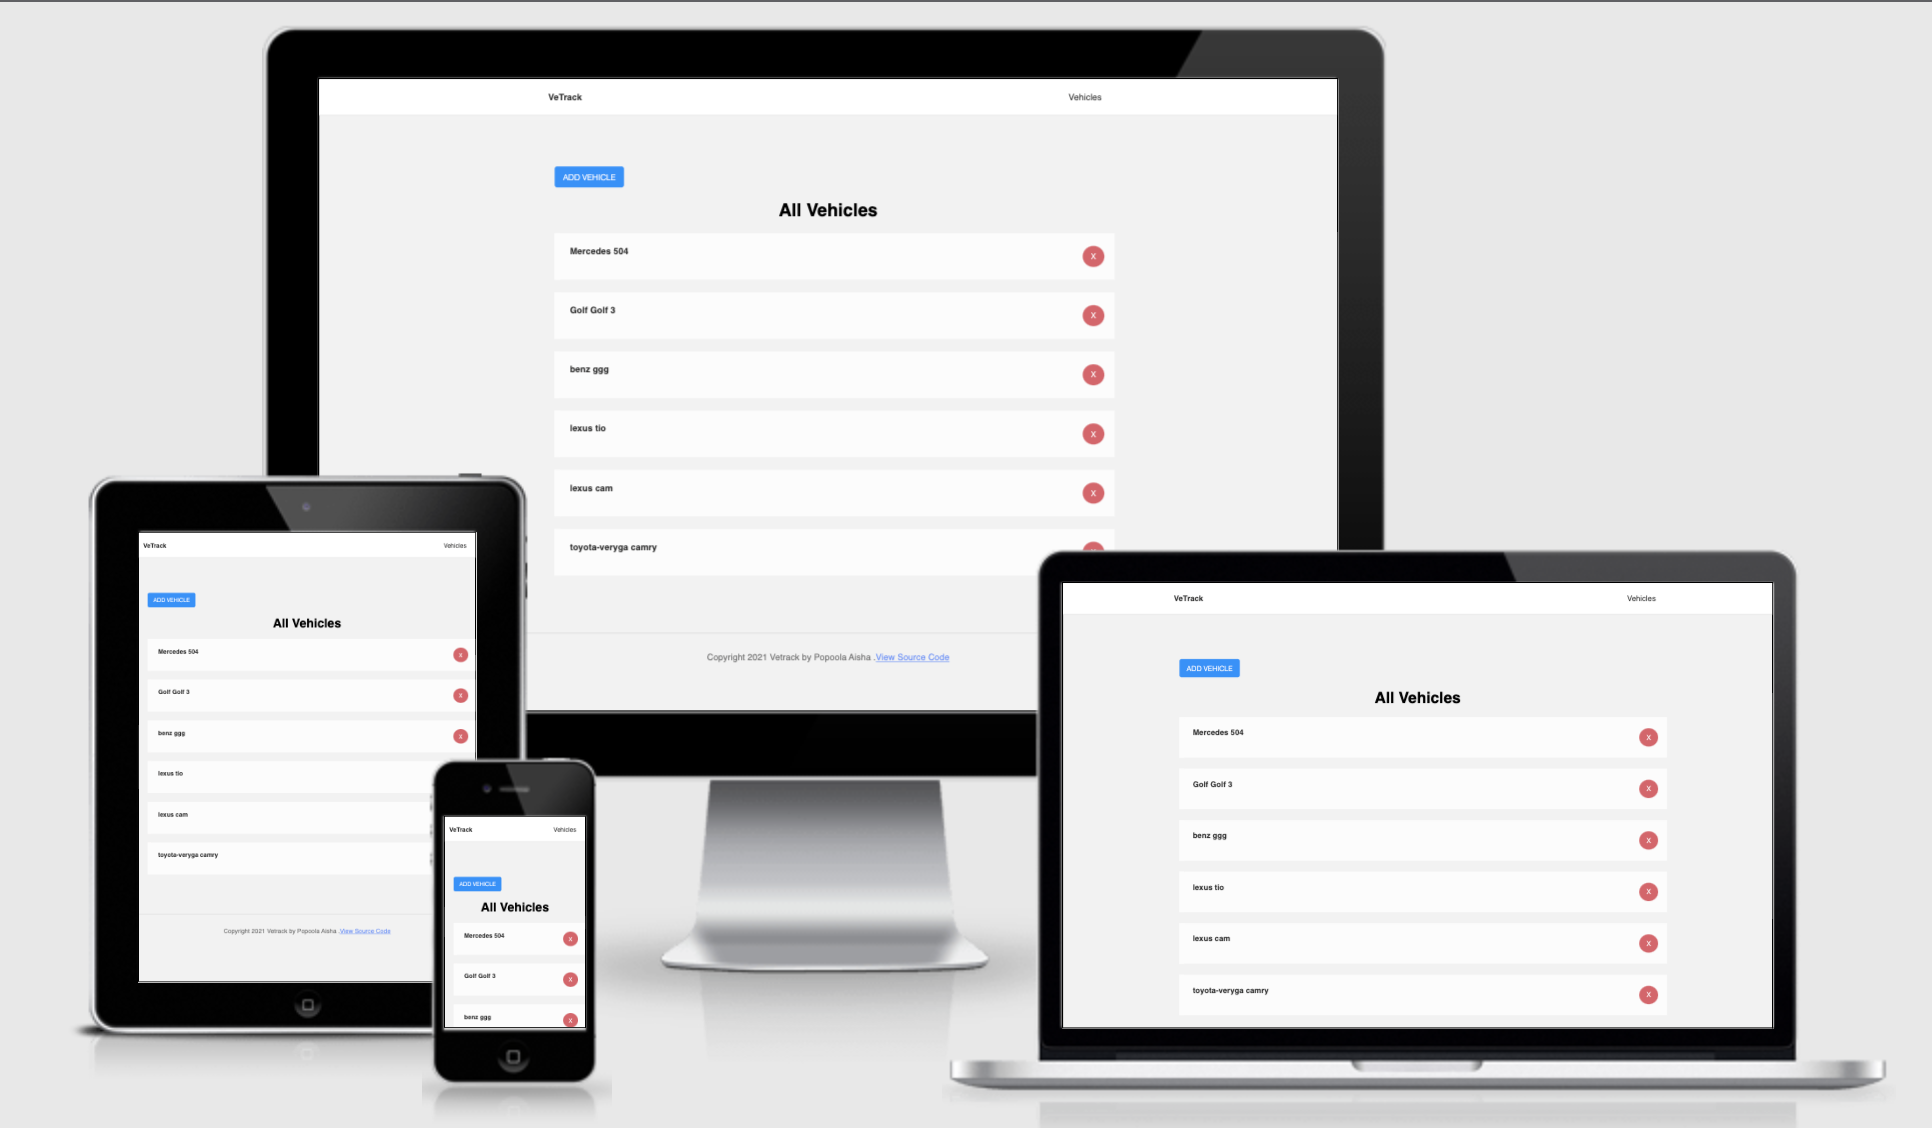 VeTrack Vehicles
ADD VEHICLE
All Vehicles
Mercedes 504 X
Golf Golf 3 X
benz ggg X
lexus tio X
lexus cam X
toyota-veryga camry
Copyright 2021 Vetrack by Popoola Aisha .View Source Code
VeTrack Vehicles
ADD VEHICLE
All Vehicles
Mercedes 504 X
Golf Golf 3 X
benz ggg X
lexus tio
lexus cam
toyota-veryga camry
Copyright 2021 Vetrack by Popoola Aisha .View Source Code
VeTrack Vehicles
ADD VEHICLE
All Vehicles
Mercedes 504 X
Golf Golf 3 X
benz ggg X
VeTrack Vehicles
ADD VEHICLE
All Vehicles
Mercedes 504 X
Golf Golf 3 X
benz ggg X
lexus tio X
lexus cam X
toyota-veryga camry X